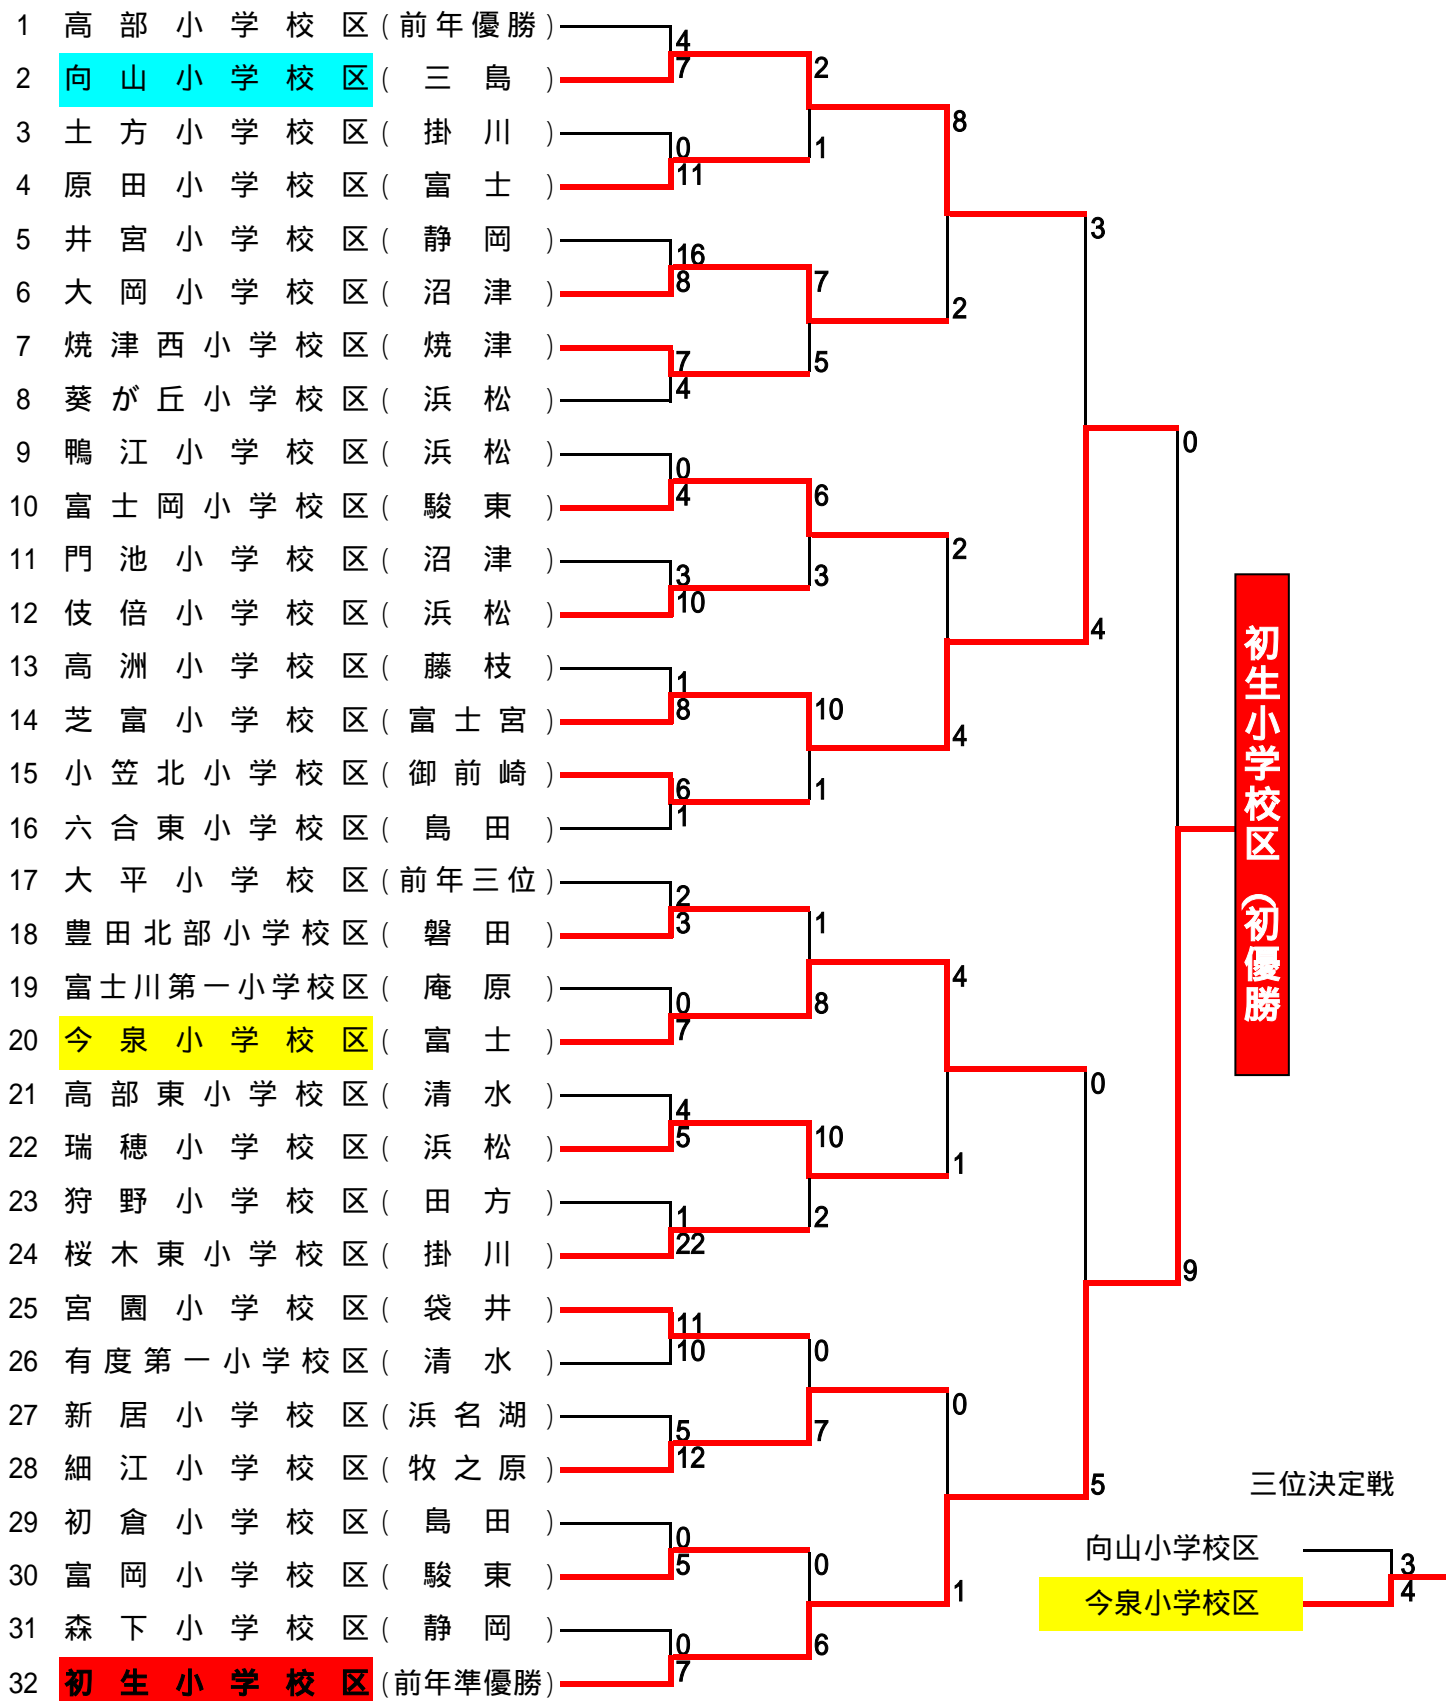 1 高部小学校区(前年優勝)
2 向山小学校区(三島)
3 土方小学校区(掛川)
4 原田小学校区(富士)
5 井宮小学校区(静岡)
6 大岡小学校区(沼津)
7 焼津西小学校区(焼津)
8 葵が丘小学校区(浜松)
9 鴨江小学校区(浜松)
10 富士岡小学校区(駿東)
11 門池小学校区(沼津)
12 伎倍小学校区(浜松)
13 高洲小学校区(藤枝)
14 芝富小学校区(富士宮)
15 小笠北小学校区(御前崎)
16 六合東小学校区(島田)
17 大平小学校区(前年三位)
18 豊田北部小学校区(磐田)
19 富士川第一小学校区(庵原)
20 今泉小学校区(富士)
21 高部東小学校区(清水)
22 瑞穂小学校区(浜松)
23 狩野小学校区(田方)
24 桜木東小学校区(掛川)
25 宮園小学校区(袋井)
26 有度第一小学校区(清水)
27 新居小学校区(浜名湖)
28 細江小学校区(牧之原)
29 初倉小学校区(島田)
30 富岡小学校区(駿東)
31 森下小学校区(静岡)
32 初生小学校区(前年準優勝)
4
7
0
11
16
8
7
4
0
4
3
10
1
8
6
1
2
3
0
7
4
5
1
22
11
10
5
12
0
5
0
7
2
1
7
5
6
3
10
1
1
8
10
2
0
7
0
6
8
2
2
4
4
1
0
1
3
4
0
5
0
9
初生小学校区(初優勝
三位決定戦
向山小学校区
3
今泉小学校区
4